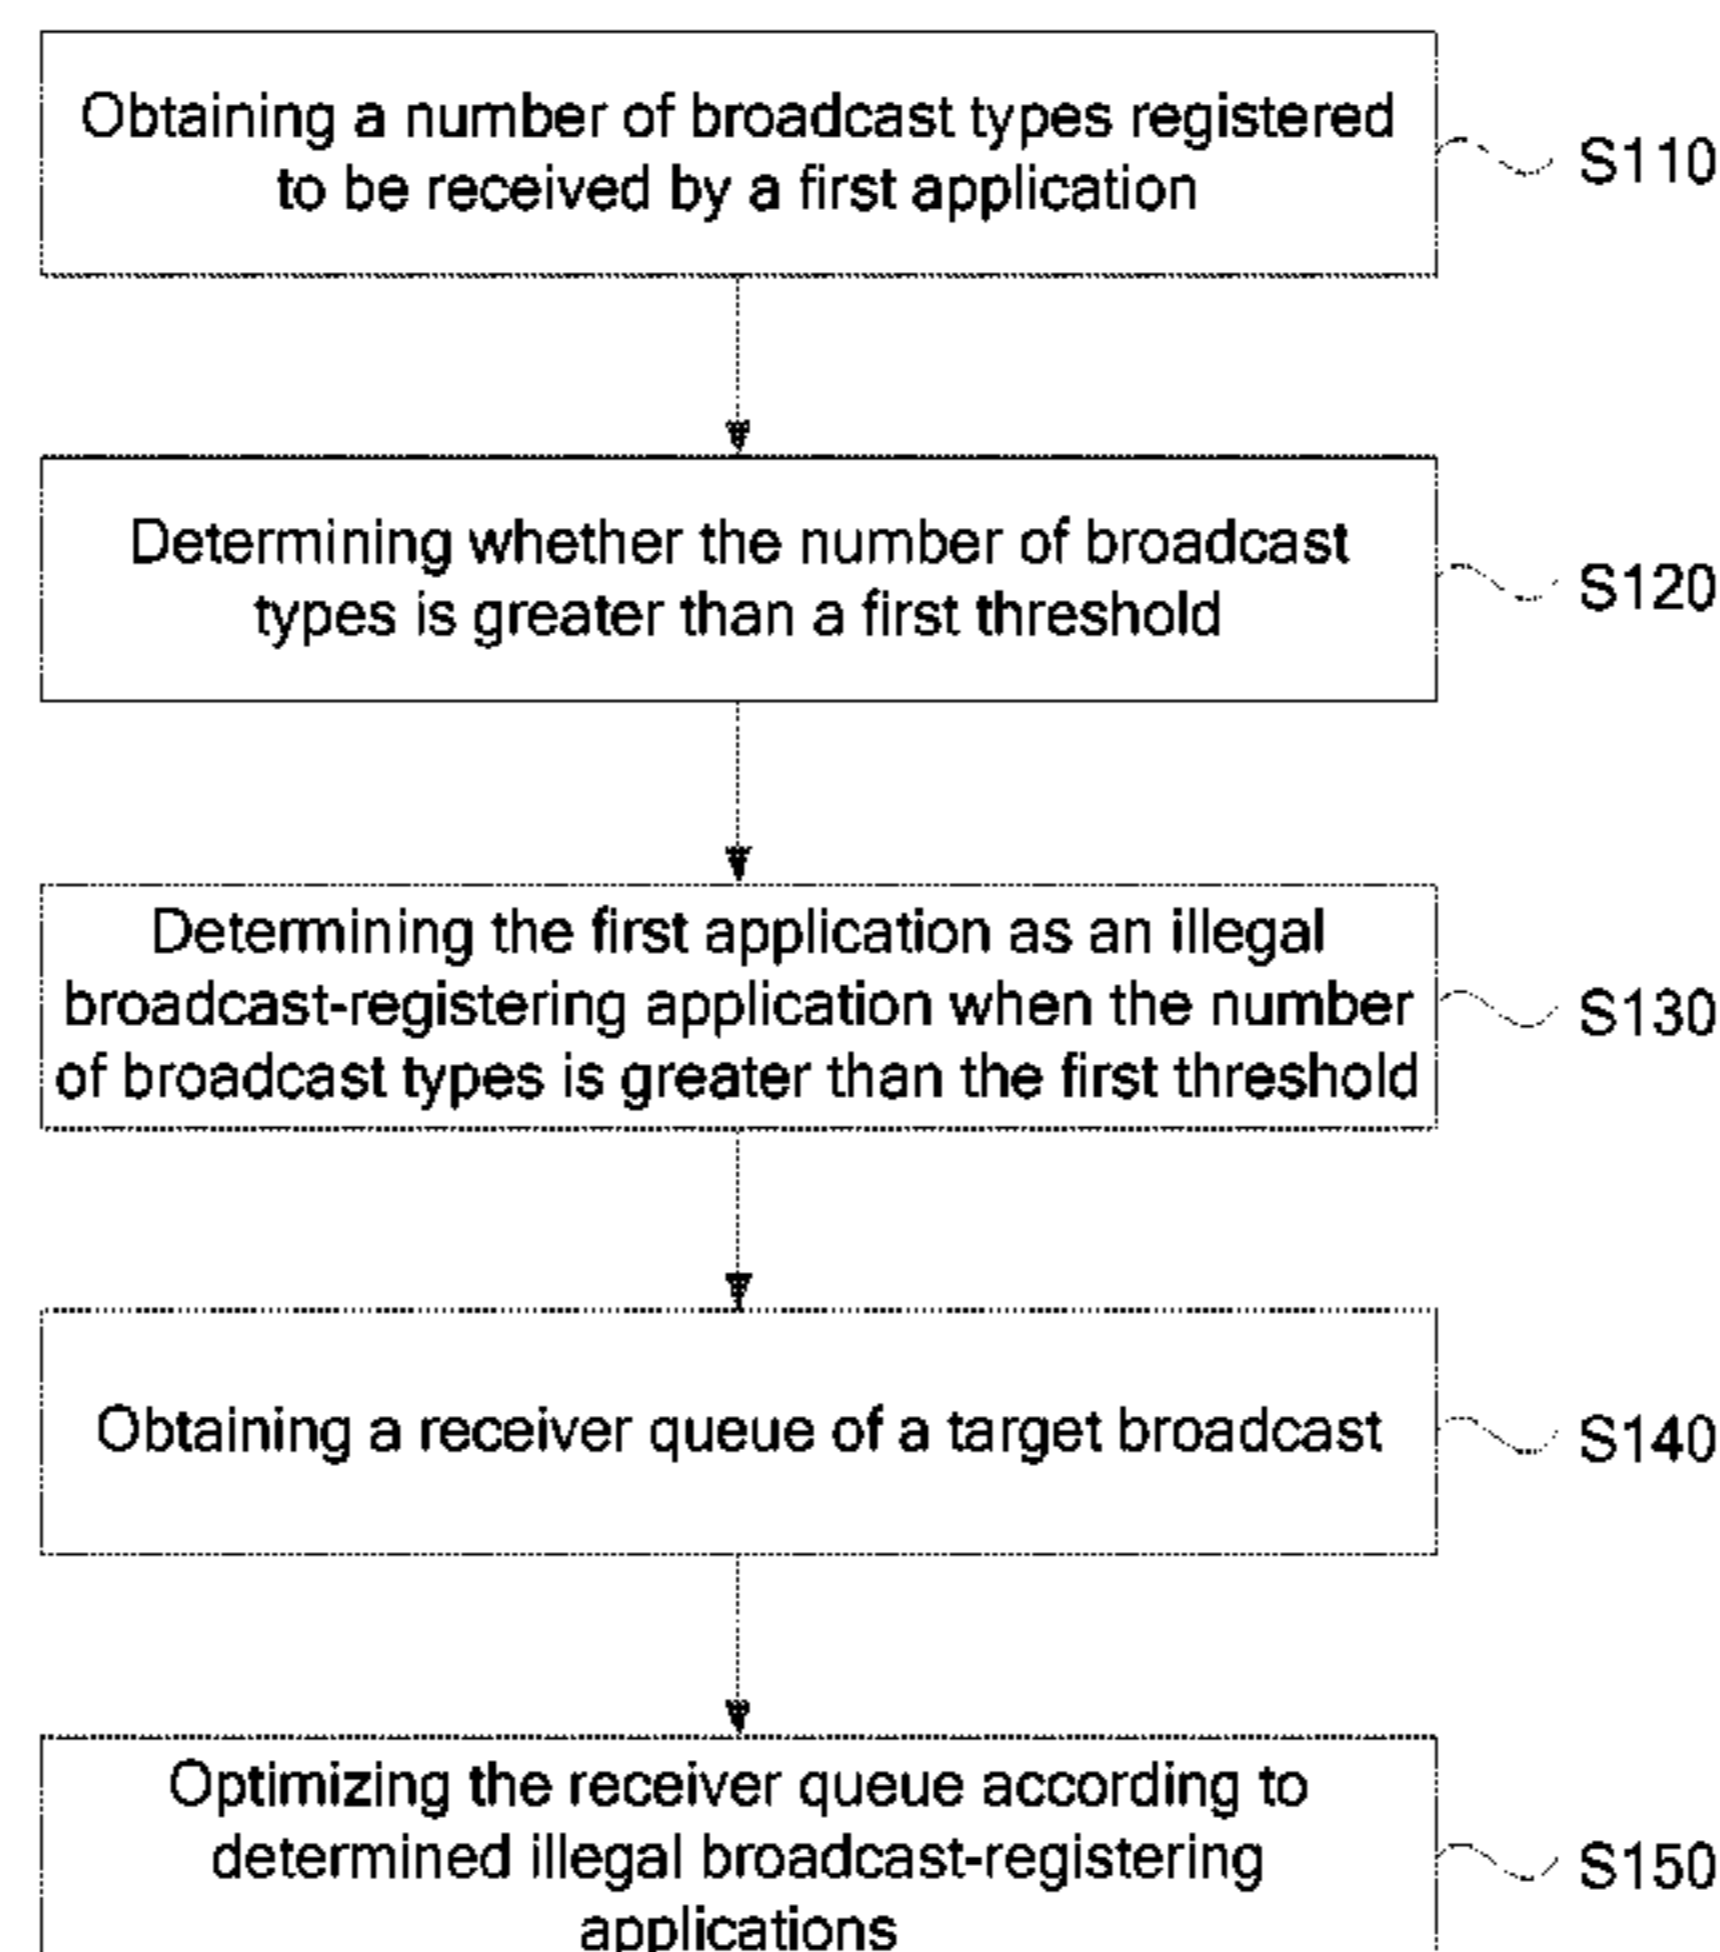 Obtaining a number of broadcast types registered
to be received by a first application
S110
Determining whether the number of broadcast
types is greater than a first threshold
S120
Determining the first application as an illegal
broadcast-registering application when the number
of broadcast types is greater than the first threshold
S130
Obtaining a receiver queue of a target broadcast
S140
Optimizing the receiver queue according to
determined illegal broadcast-registering
applications
S150